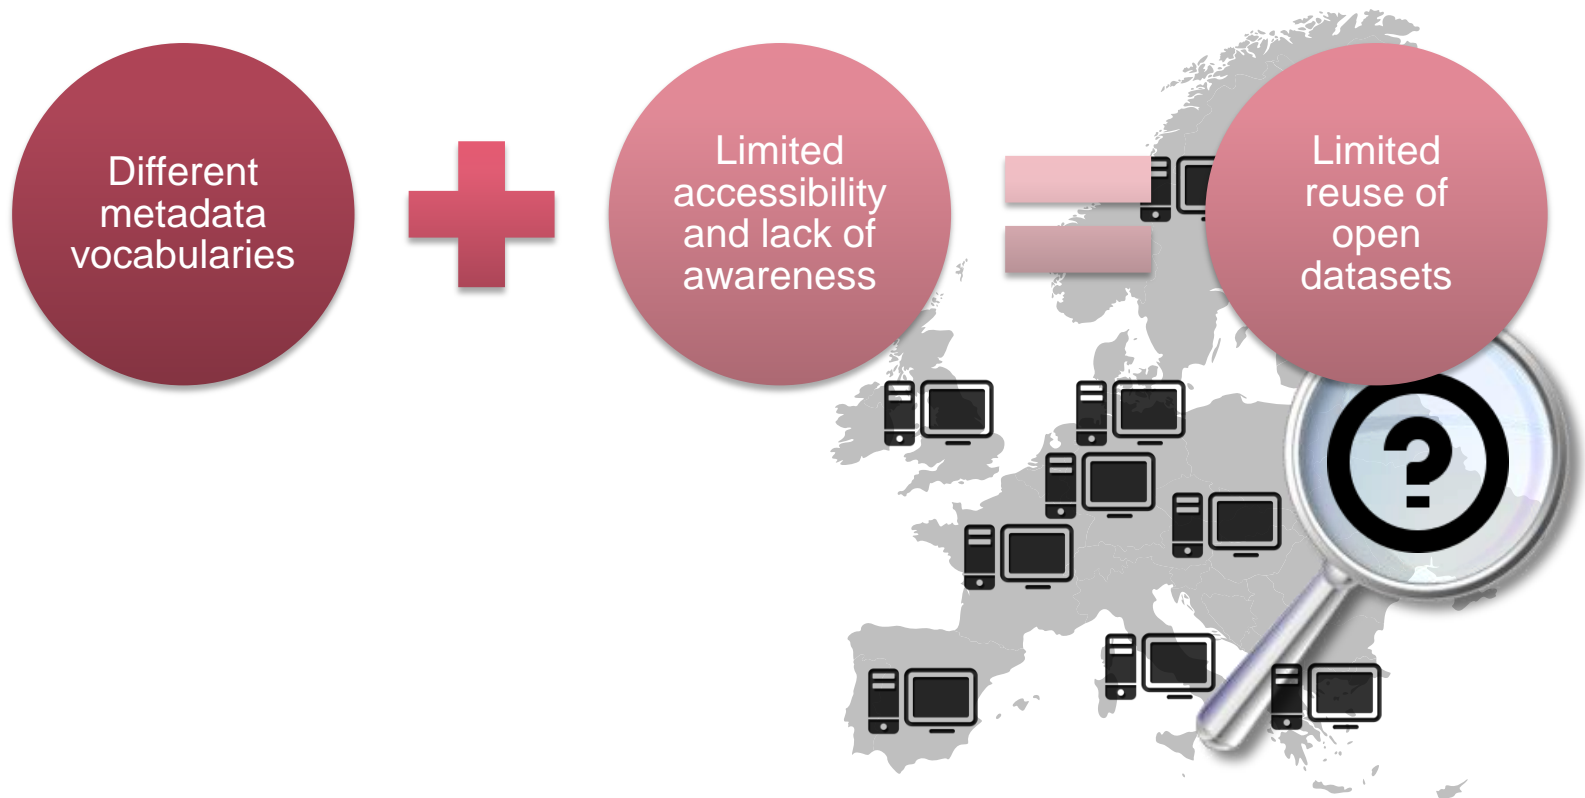 Different
metadata
vocabularies
Limited
accessibility
and lack of
awareness
Limited
reuse of
open
datasets
?